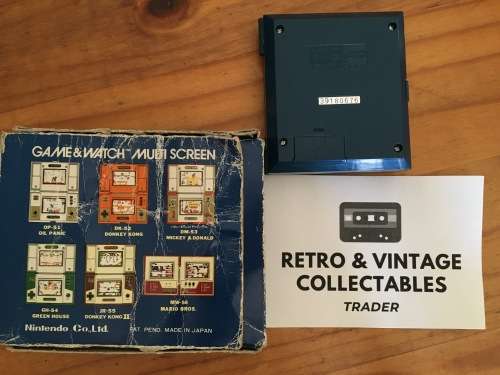 39180676
GAME&WATCH MULTI SCREEN
OP-51
OIL PANIC
DK-52
DONKEY KONG
DM-53
MICKEY & DONALD
GH-54
GREEN HOUSE
JR-55
DONKEY KONG II
MW-56
MARIO BROS.
Nintendo Co., Ltd.
PAT. PEND. MADE IN JAPAN
RETRO & VINTAGE
COLLECTABLES
TRADER